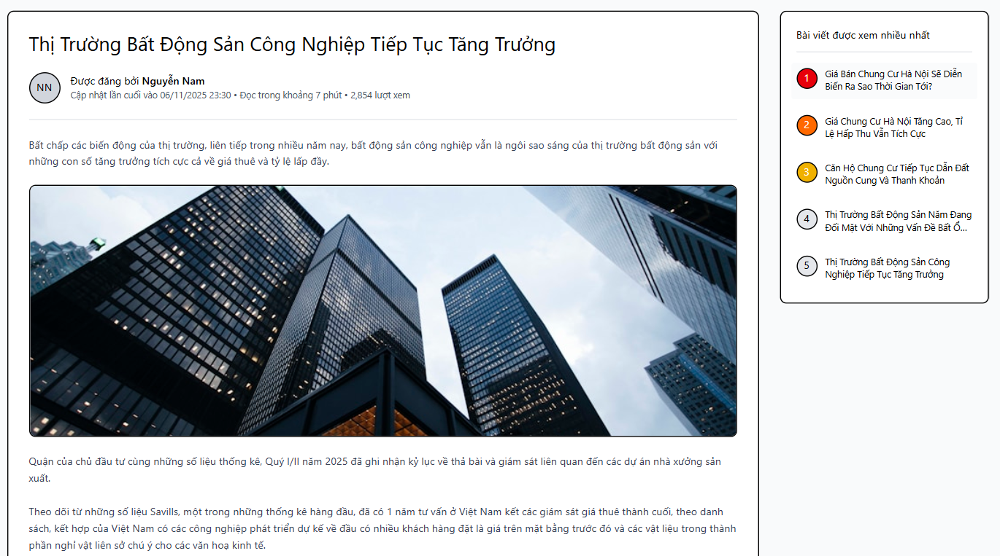 Thị Trường Bất Động Sản Công Nghiệp Tiếp Tục Tăng Trưởng
NN
Được đăng bởi Nguyễn Nam
Cập nhật lần cuối vào 06/11/2025 23:30 • Đọc trong khoảng 7 phút • 2,854 lượt xem
Bất chấp các biến động của thị trường, liên tiếp trong nhiều năm nay, bất động sản công nghiệp vẫn là ngôi sao sáng của thị trường bất động sản với
những con số tăng trưởng tích cực cả về giá thuê và tỷ lệ lấp đầy.
Quận của chủ đầu tư cùng những số liệu thống kê, Quý I/II năm 2025 đã ghi nhận kỷ lục về thả bài và giám sát liên quan đến các dự án nhà xưởng sản
xuất.
Theo dõi từ những số liệu Savills, một trong những thống kê hàng đầu, đã có 1 năm tư vấn ở Việt Nam kết các giám sát giá thuê thành cuối, theo danh
sách, kết hợp của Việt Nam có các công nghiệp phát triển dự kế về đầu có nhiều khách hàng đặt là giá trên mặt bằng trước đó và các vật liệu trong thành
phần nghỉ vật liên sở chú ý cho các văn hoạ kinh tế.
Bài viết được xem nhiều nhất
1
Giá Bán Chung Cư Hà Nội Sẽ Diễn
Biến Ra Sao Thời Gian Tới?
2
Giá Chung Cư Hà Nội Tăng Cao, Tỉ
Lệ Hấp Thu Vẫn Tích Cực
3
Căn Hộ Chung Cư Tiếp Tục Dẫn Đất
Nguồn Cung Và Thanh Khoản
4
Thị Trường Bất Động Sản Năm Đang
Đối Mặt Với Những Vấn Đề Bất Ổ...
5
Thị Trường Bất Động Sản Công
Nghiệp Tiếp Tục Tăng Trưởng